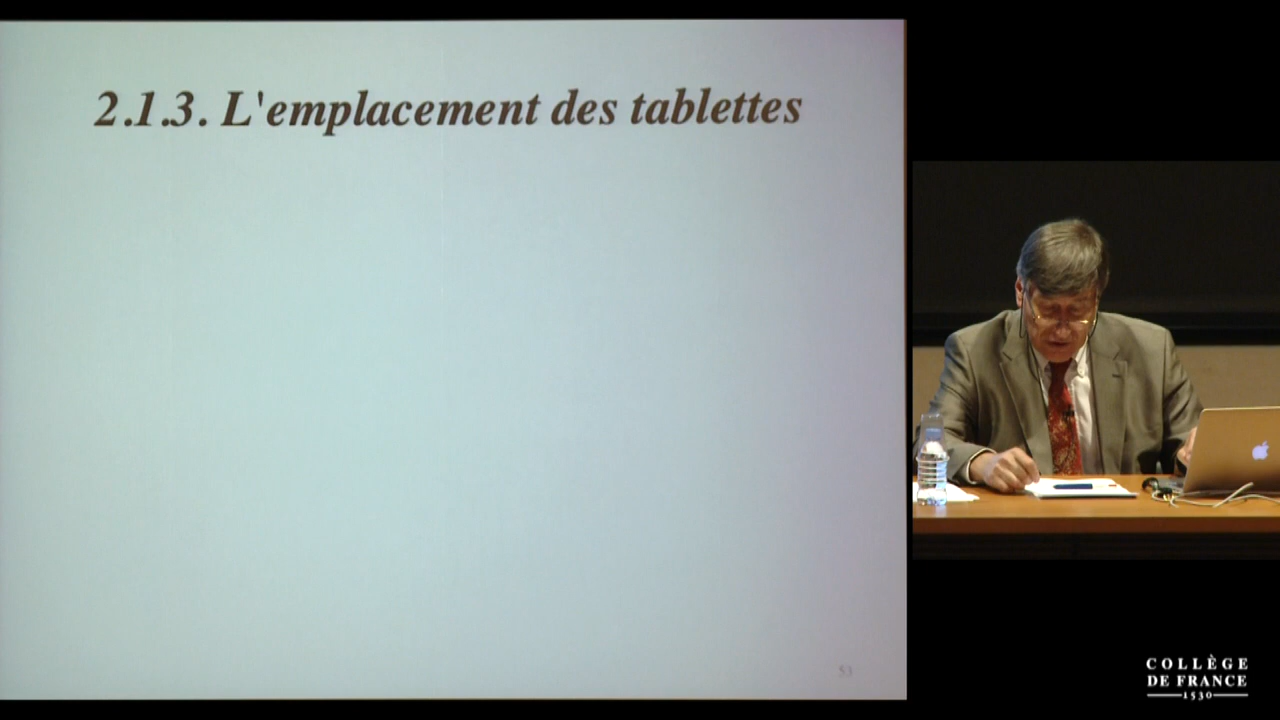 2.1.3. L'emplacement des tablettes
53
COLLÈGE
DE FRANCE
1530